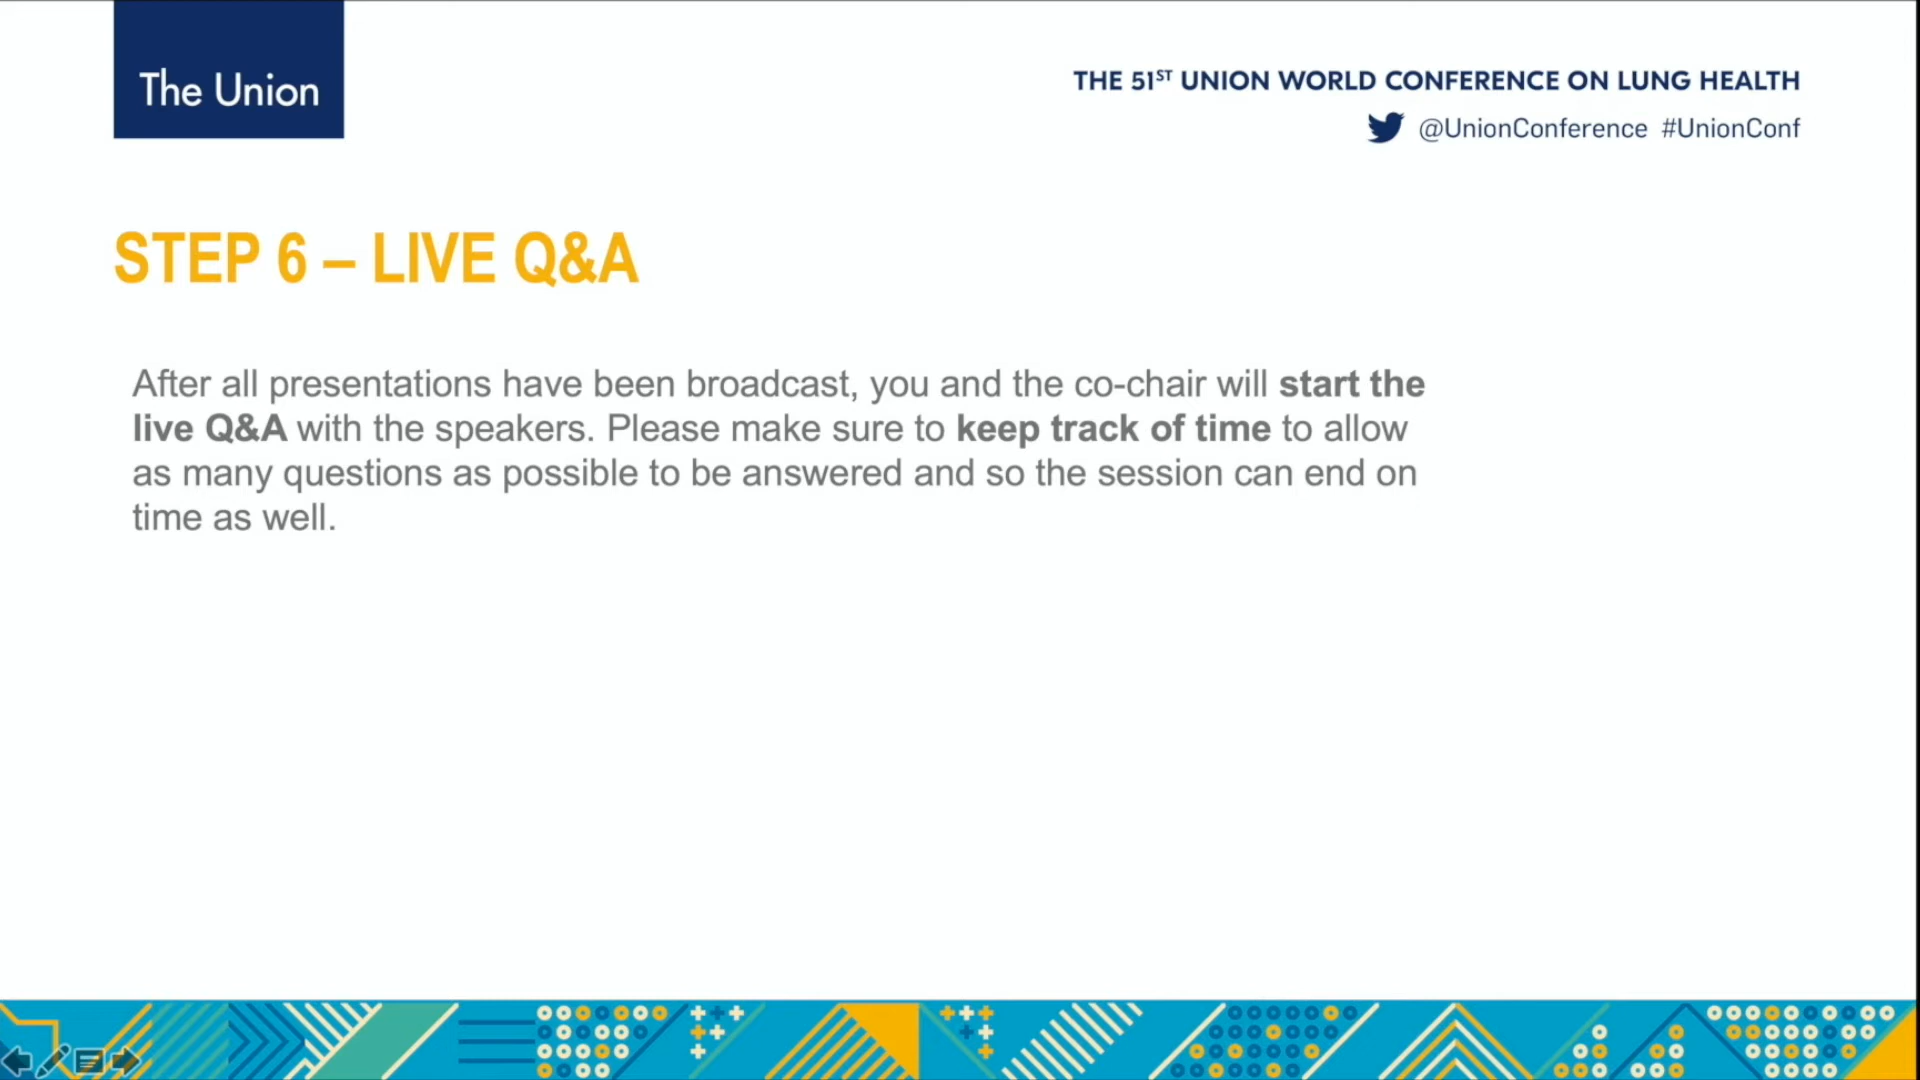 The Union
THE 51ST UNION WORLD CONFERENCE ON LUNG HEALTH
@UnionConference #UnionConf
STEP 6 – LIVE Q&A
After all presentations have been broadcast, you and the co-chair will start the
live Q&A with the speakers. Please make sure to keep track of time to allow
as many questions as possible to be answered and so the session can end on
time as well.